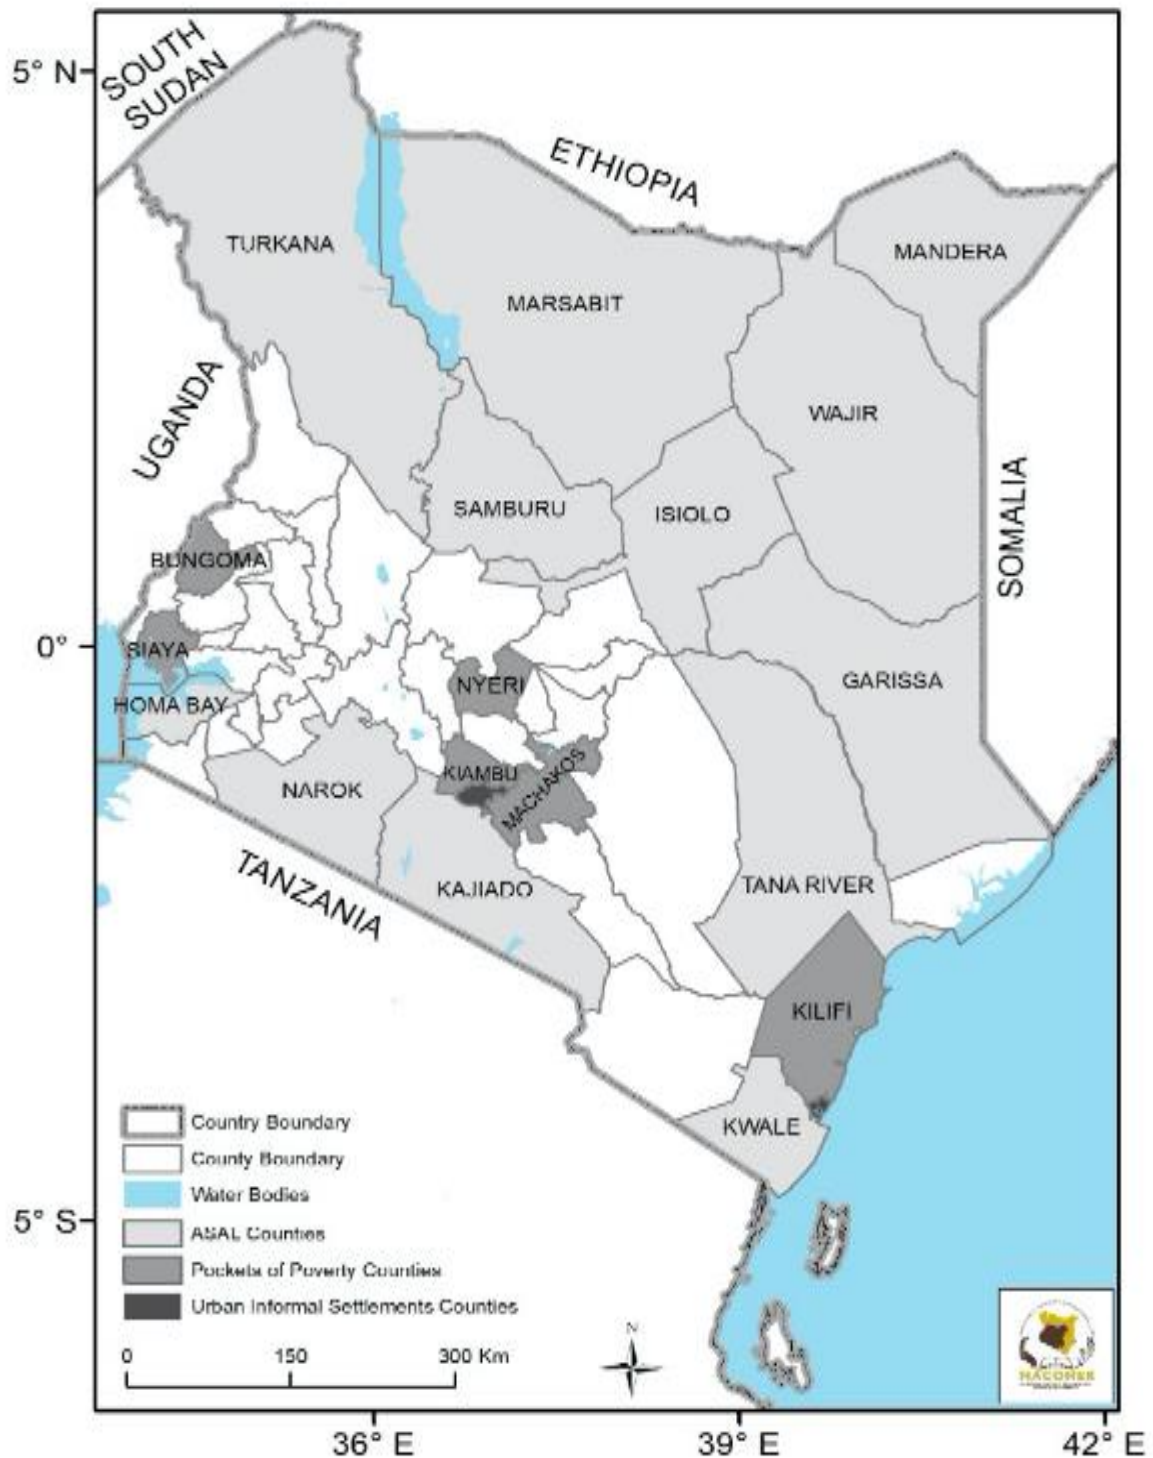 5° N
SOUTH
SUDAN
ETHIOPIA
TURKANA
MANDERA
MARSABIT
UGANDA
WAJIR
SAMBURU
ISIOLO
SOMALIA
BUNGOMA
0°
SIAYA
NYERI
GARISSA
HOMA BAY
KIAMBU
MACHAKOS
NAROK
TANZANIA
KAJIADO
TANA RIVER
KILIFI
KWALE
Country Boundary
County Boundary
Water Bodies
5° S
ASAL Counties
Pockets of Poverty Counties
Urban Informal Settlements Counties
0 150 300 Km
N
NACONEK
36° E 39° E 42° E